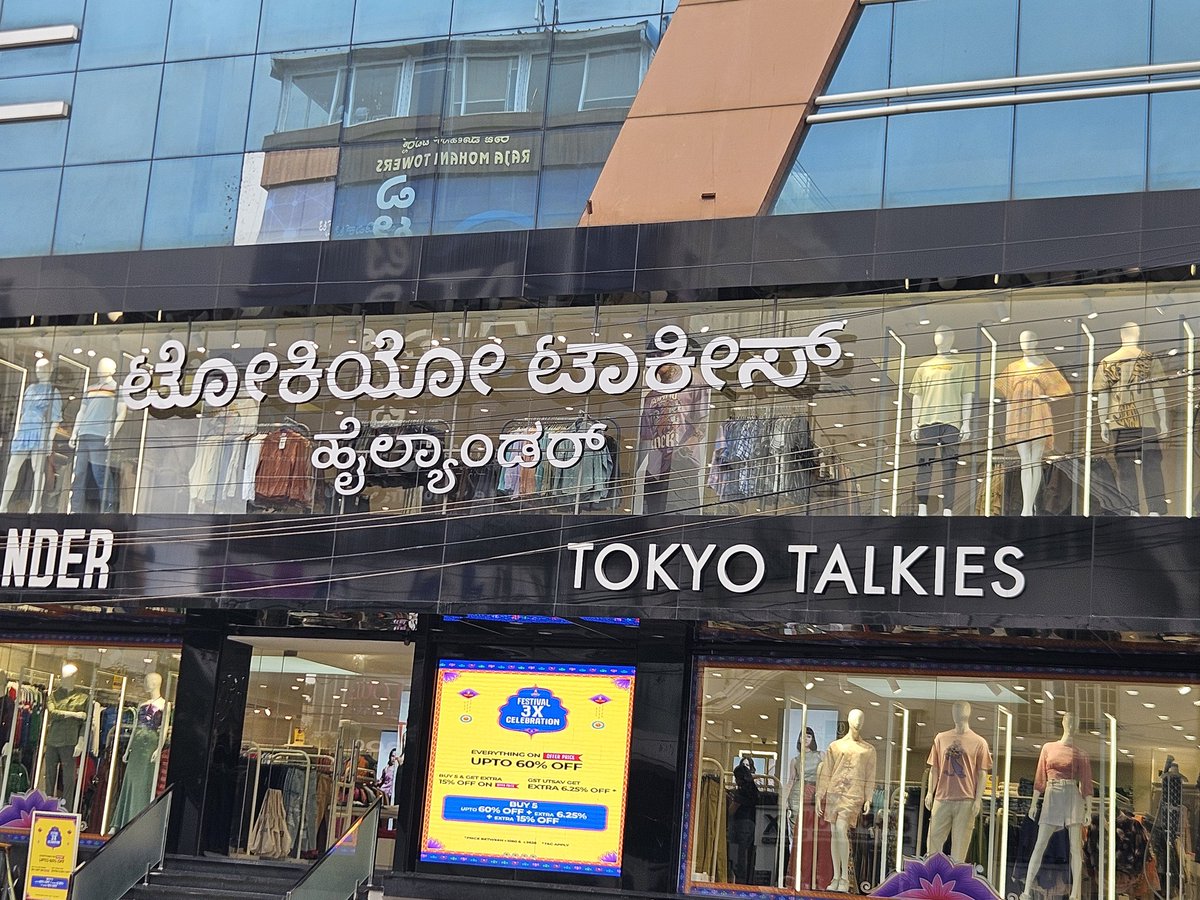 RAJA MOHAN TOWERS
ಟೋಕಿಯೋ ಟಾಕೀಸ್
ಹೈಲ್ಯಾಂಡರ್
NDER
TOKYO TALKIES
FESTIVAL
3X
CELEBRATION
EVERYTHING ON OFFER PRICE
UPTO 60% OFF
BUY 5 & GET EXTRA
15% OFF ON
GST UTSAV GET
EXTRA 6.25% OFF *
BUY 5
UPTO 60% OFF + EXTRA 6.25%
+ EXTRA 15% OFF
*T&C APPLY
3X